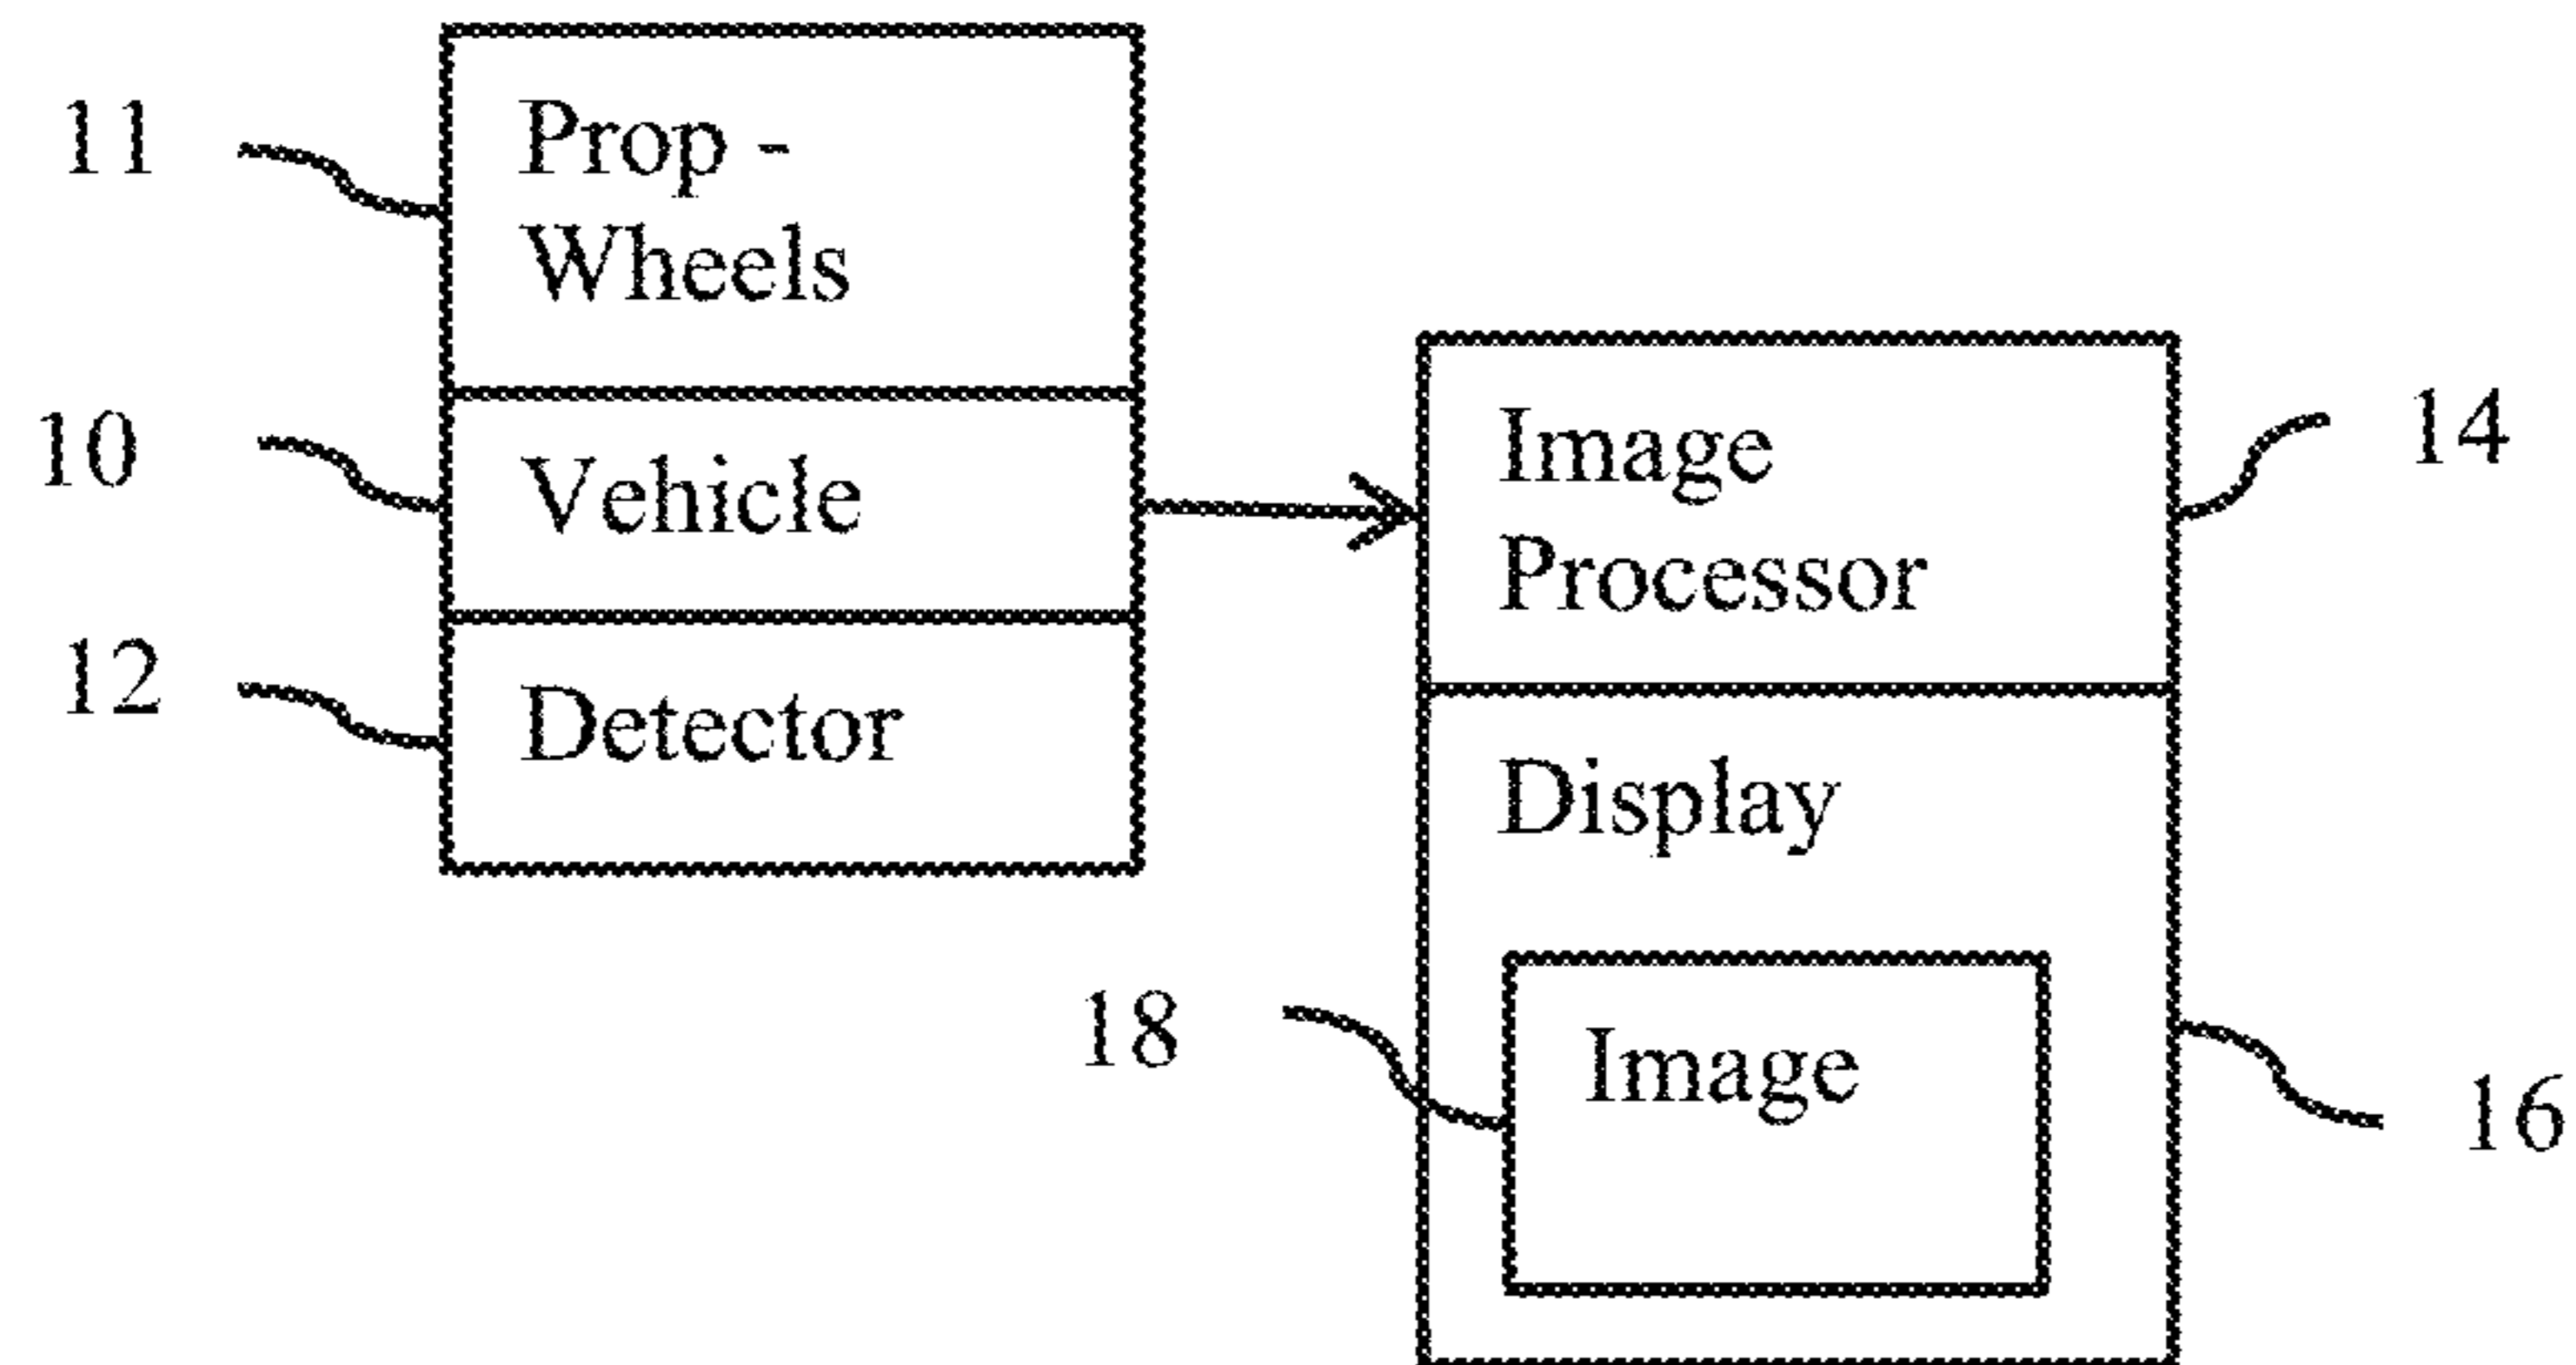 11
Prop -
Wheels
10
Vehicle
12
Detector
Image
Processor
14
Display
18
Image
16